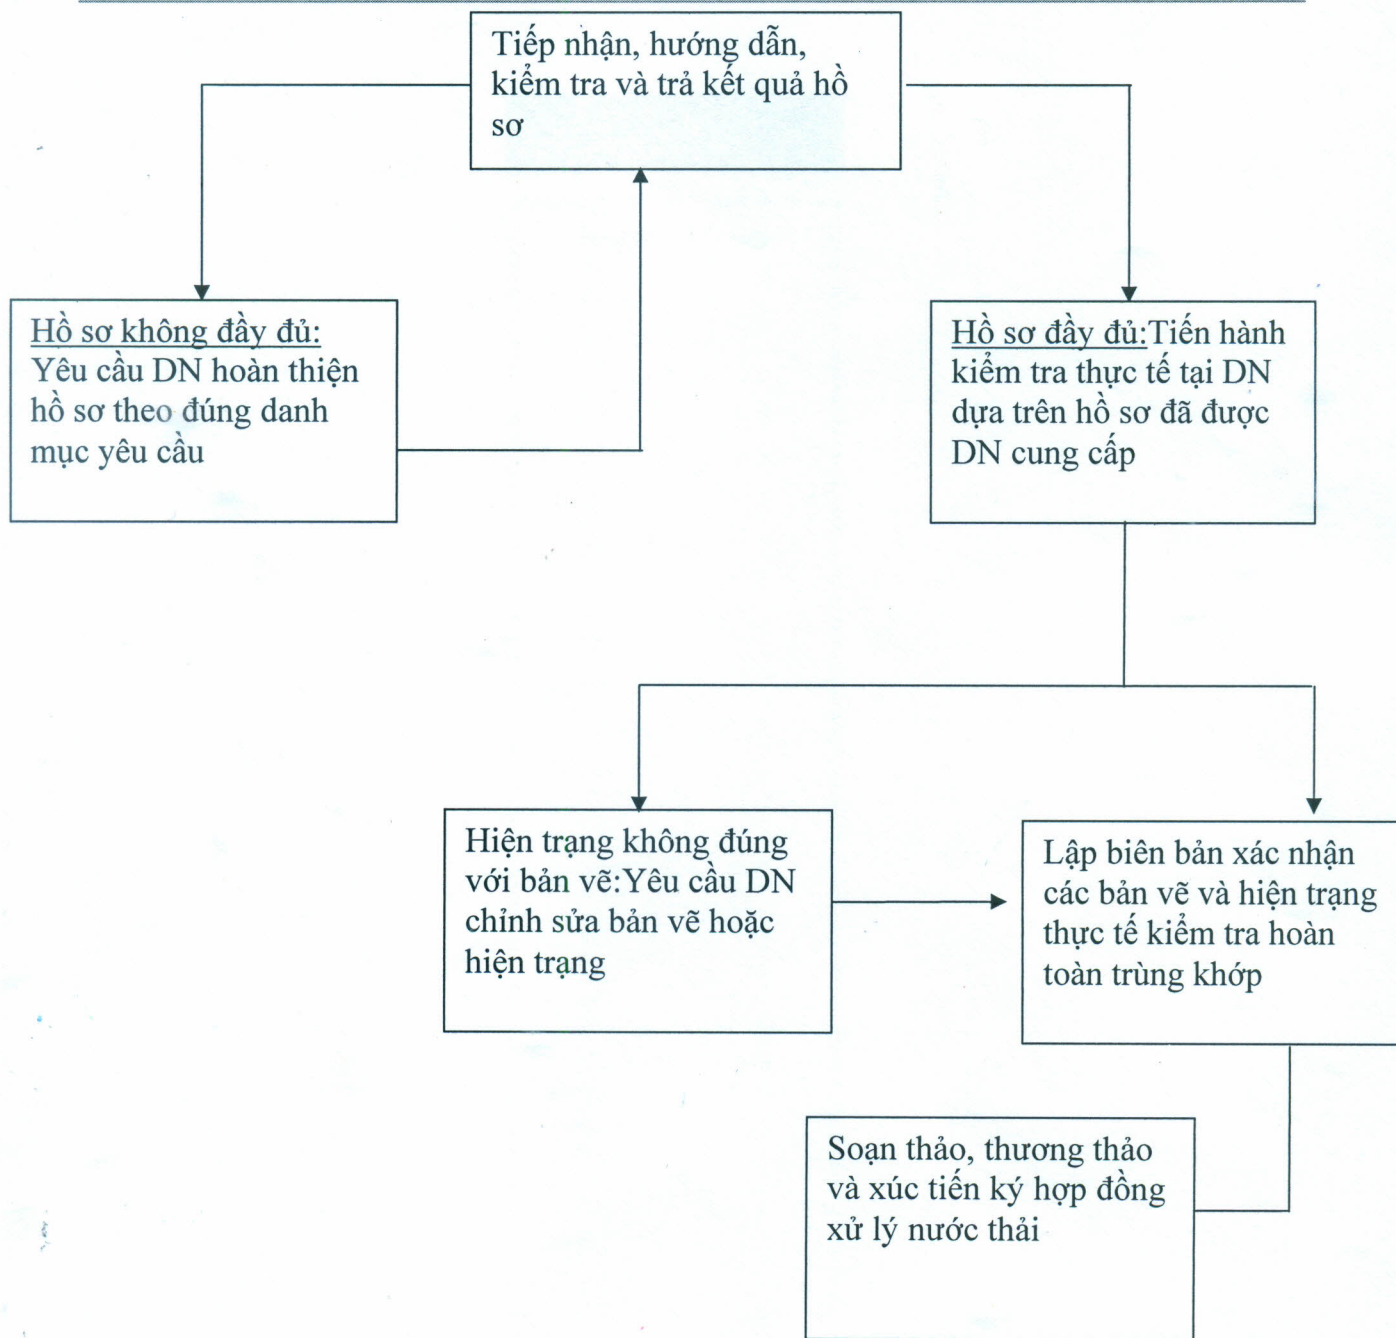 Tiếp nhận, hướng dẫn,
kiểm tra và trả kết quả hồ
sơ
Hồ sơ không đầy đủ:
Yêu cầu DN hoàn thiện
hồ sơ theo đúng danh
mục yêu cầu
Hồ sơ đầy đủ:Tiến hành
kiểm tra thực tế tại DN
dựa trên hồ sơ đã được
DN cung cấp
Hiện trạng không đúng
với bản vẽ:Yêu cầu DN
chỉnh sửa bản vẽ hoặc
hiện trạng
Lập biên bản xác nhận
các bản vẽ và hiện trạng
thực tế kiểm tra hoàn
toàn trùng khớp
Soạn thảo, thương thảo
và xúc tiến ký hợp đồng
xử lý nước thải